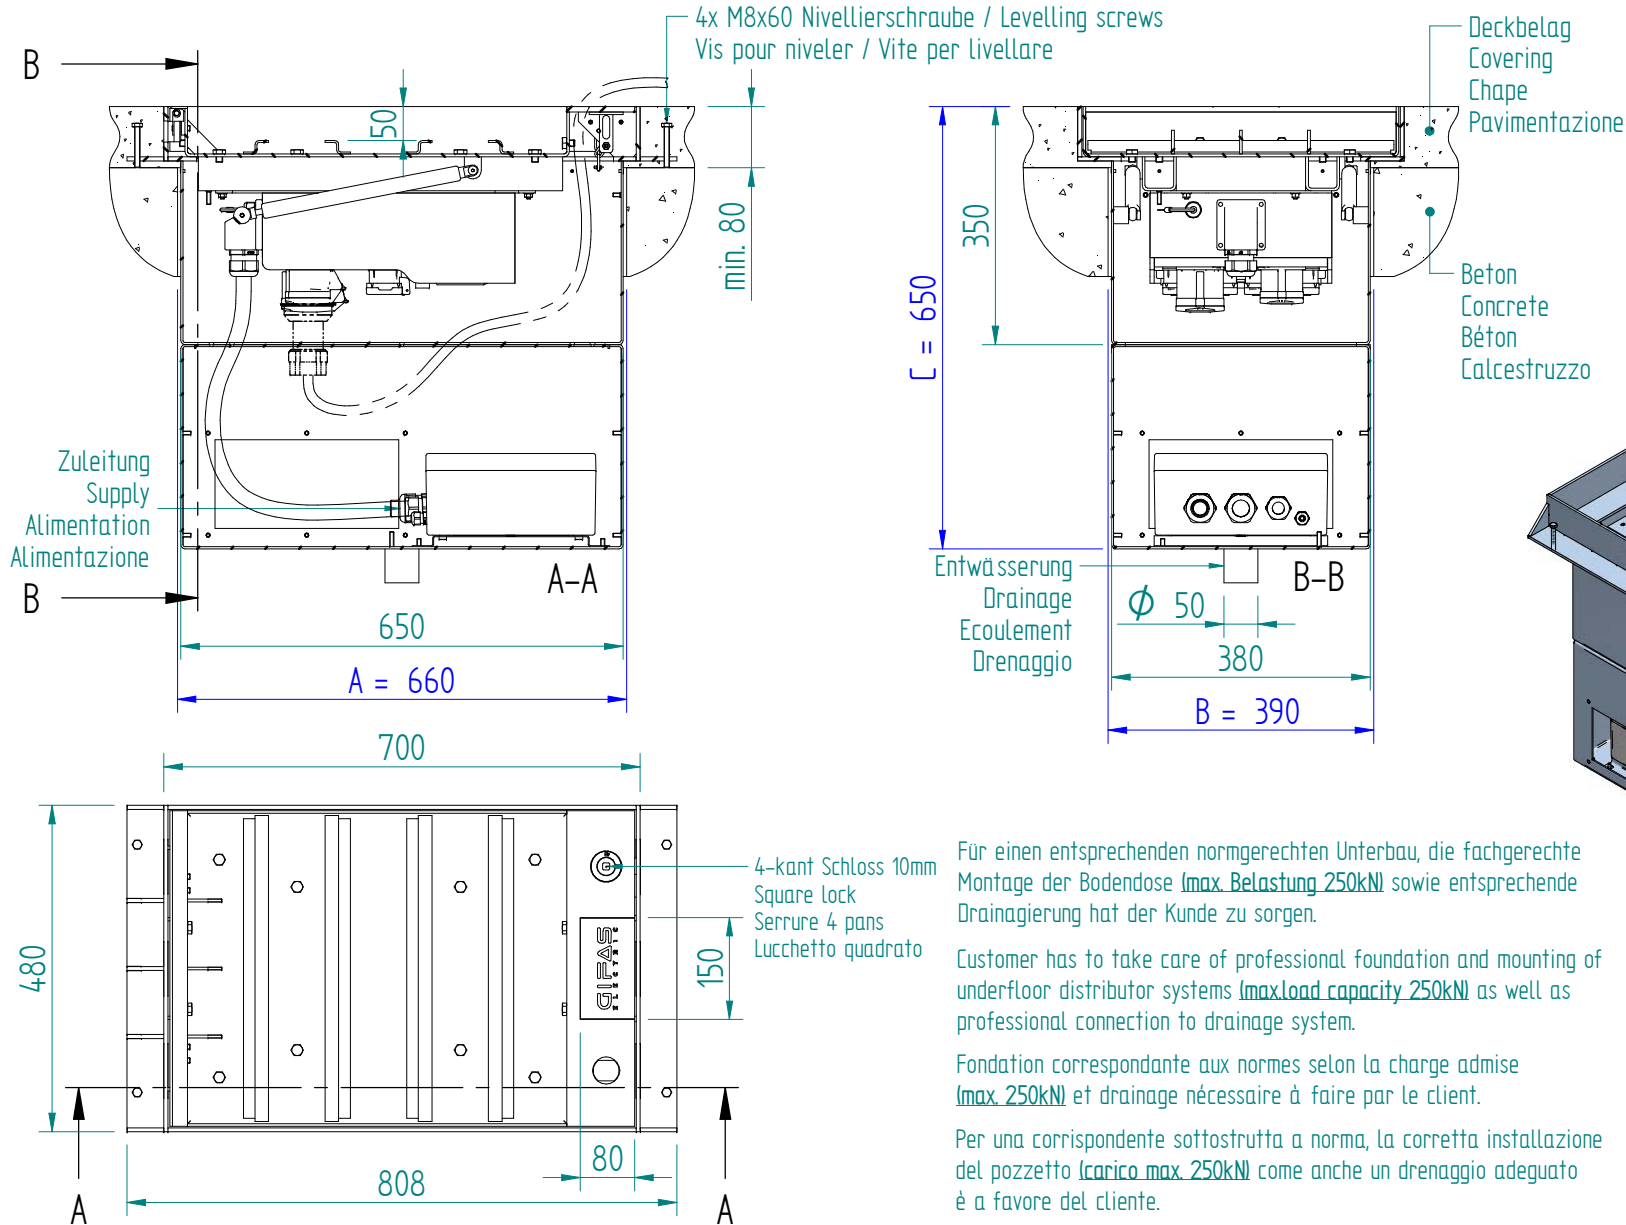 4x M8x60 Nivellierschraube / Levelling screws
Vis pour niveler / Vite per livellare
B
50
min. 80
Zuleitung
Supply
Alimentation
Alimentazione
B
A-A
650
A = 660
Deckbelag
Covering
Chape
Pavimentazione
350
C = 650
Beton
Concrete
Béton
Calcestruzzo
Entwässerung
Drainage
Ecoulement
Drenaggio
B-B
ϕ 50
380
B = 390
700
480
4-kant Schloss 10mm
Square lock
Serrure 4 pans
Lucchetto quadrato
GIFAS
ELECTRIC
150
80
808
A
A
Für einen entsprechenden normgerechten Unterbau, die fachgerechte
Montage der Bodendose (max. Belastung 250kN) sowie entsprechende
Drainagierung hat der Kunde zu sorgen.
Customer has to take care of professional foundation and mounting of
underfloor distributor systems (max.load capacity 250kN) as well as
professional connection to drainage system.
Fondation correspondante aux normes selon la charge admise
(max. 250kN) et drainage nécessaire à faire par le client.
Per una corrispondente sottostrutta a norma, la corretta installazione
del pozzetto (carico max. 250kN) come anche un drenaggio adeguato
è a favore del cliente.